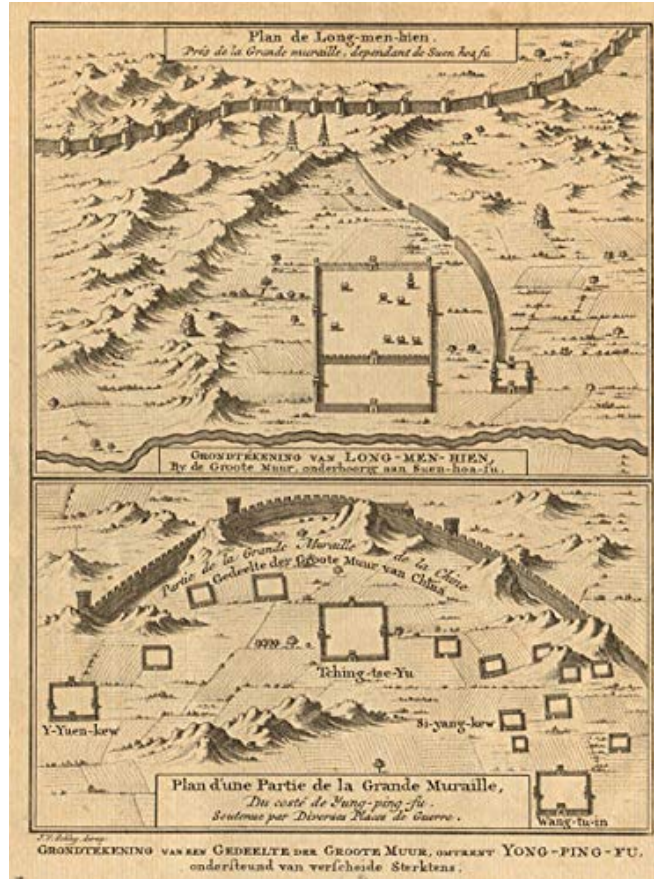 Plan de Long-men-hien.
Prés de la Grande muraille, dependant de Suen hoa fu
GRONDTEKENING VAN LONG-MEN-HIEN,
By de Groote Muur, onderhoorig aan Suen-hoa-fu.
Partie de la Grande Muraille de la Chine
Gedeelte der Groote Muur van China
Tching-tse-Yu
Y-Yuen-kew
Si-yang-kew
Wang-tu-in
Plan d'une Partie de la Grande Muraille,
Du costé de Yung-ping-fu.
Soutenue par Diverses Places de Guerre.
GRONDTEKENING VAN EEN GEDEELTE DER GROOTE MUUR, OMTRENT YONG-PING-FU,
ondersteund van verscheide Sterktens.